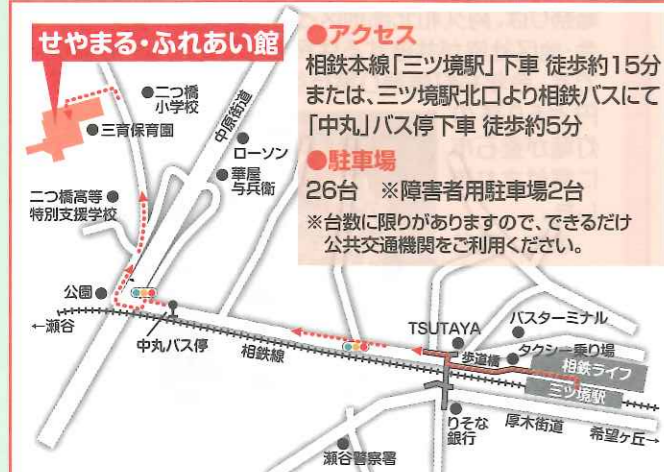 せやまる・ふれあい館
●アクセス
相鉄本線「三ツ境駅」下車 徒歩約15分
または、三ツ境駅北口より相鉄バスにて
「中丸」バス停下車 徒歩約5分
●駐車場
26台 ※障害者用駐車場2台
※台数に限りがありますので、できるだけ
公共交通機関をご利用ください。
二つ橋
小学校
三育保育園
中原街道
ローソン
華屋
与兵衛
二つ橋高等
特別支援学校
公園
←瀬谷
中丸バス停
相鉄線
TSUTAYA
バスターミナル
歩道橋
タクシー乗り場
相鉄ライフ
三ツ境駅
りそな
銀行
厚木街道
希望ヶ丘→
瀬谷警察署